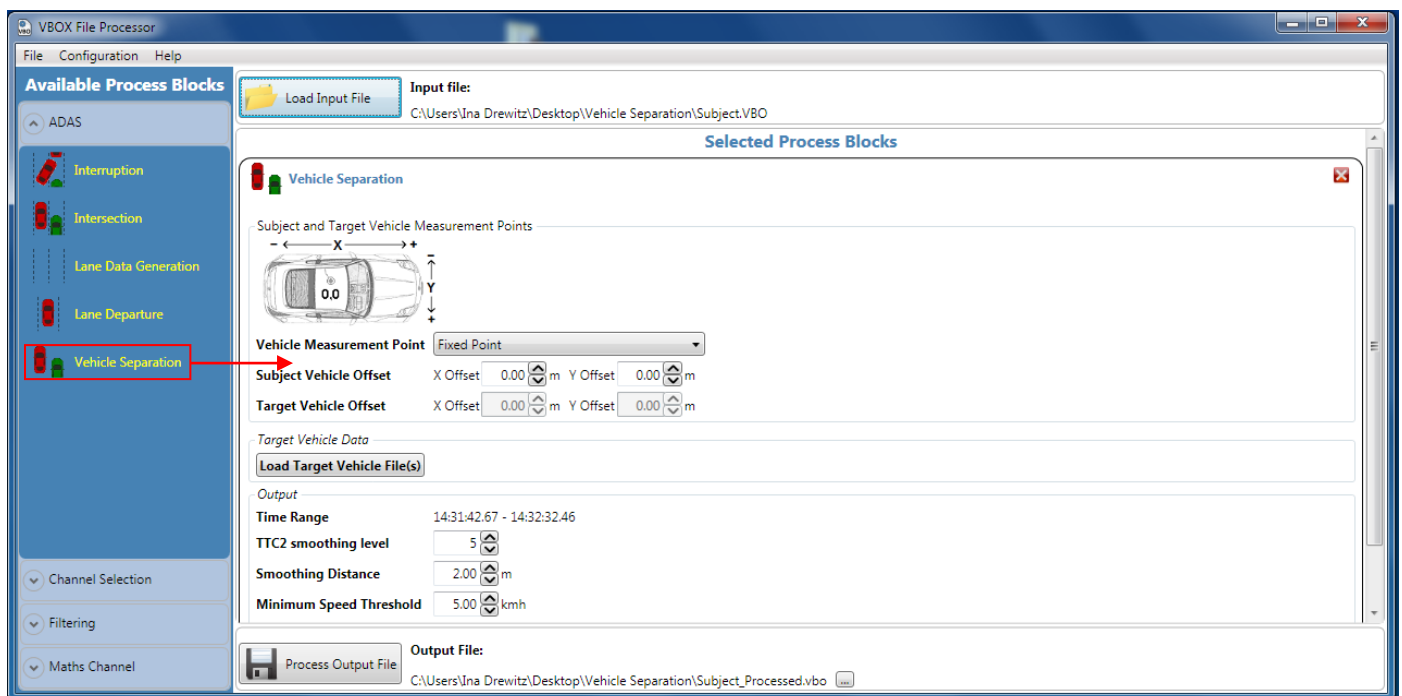 VBOX File Processor
File Configuration Help
Available Process Blocks
ADAS
Interruption
Intersection
Lane Data Generation
Lane Departure
Vehicle Separation
Channel Selection
Filtering
Maths Channel
Load Input File
Input file:
C:\Users\Ina Drewitz\Desktop\Vehicle Separation\Subject.VBO
Selected Process Blocks
Vehicle Separation
Subject and Target Vehicle Measurement Points
- X +
0,0
-
Y
+
Vehicle Measurement Point Fixed Point
Subject Vehicle Offset X Offset 0.00 m Y Offset 0.00 m
Target Vehicle Offset X Offset 0.00 m Y Offset 0.00 m
Target Vehicle Data
Load Target Vehicle File(s)
Output
Time Range 14:31:42.67 - 14:32:32.46
TTC2 smoothing level 5
Smoothing Distance 2.00 m
Minimum Speed Threshold 5.00 kmh
Process Output File
Output File:
C:\Users\Ina Drewitz\Desktop\Vehicle Separation\Subject_Processed.vbo ...